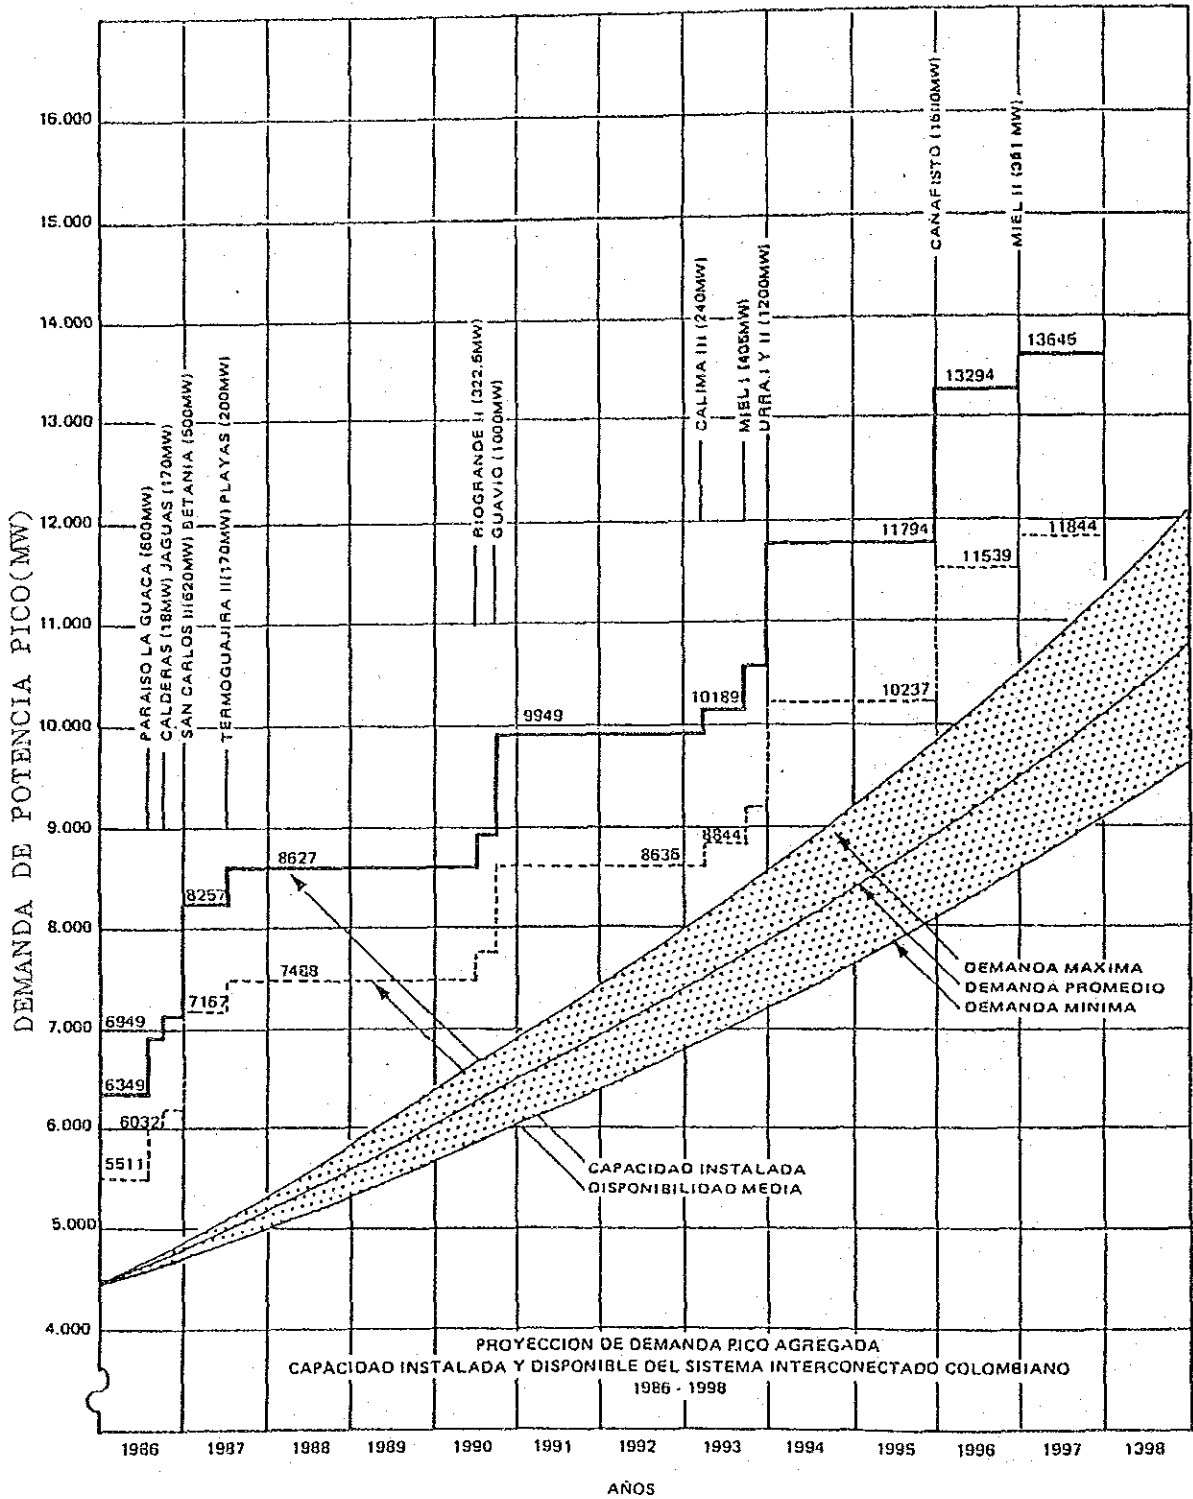 DEMANDA DE POTENCIA PICO(MW)
16.000
15.000
14.000
13.000
12.000
11.000
10.000
9.000
8.000
7.000
6.000
5.000
4.000
PARAISO LA GUACA (600MW)
CALDERAS (18MW) JAGUAS (170MW)
SAN CARLOS II(620MW) BETANIA (500MW)
TERMOGUAJIRA II(170MW) PLAYAS (200MW)
RIOGRANDE II (322.5MW)
GUAVIO (1000MW)
CALIMA III (240MW)
MIEL I (405MW)
URRA.I Y II (1200MW)
CAÑAFISTO (1500MW)
MIEL II (351 MW)
6349
6949
8257
8627
9949
10189
11794
13294
13645
5511
6032
7167
7488
8636
8844
10237
11539
11844
DEMANDA MAXIMA
DEMANDA PROMEDIO
DEMANDA MINIMA
CAPACIDAD INSTALADA
DISPONIBILIDAD MEDIA
PROYECCION DE DEMANDA PICO AGREGADA
CAPACIDAD INSTALADA Y DISPONIBLE DEL SISTEMA INTERCONECTADO COLOMBIANO
1986 - 1998
1986 1987 1988 1989 1990 1991 1992 1993 1994 1995 1996 1997 1398
AÑOS